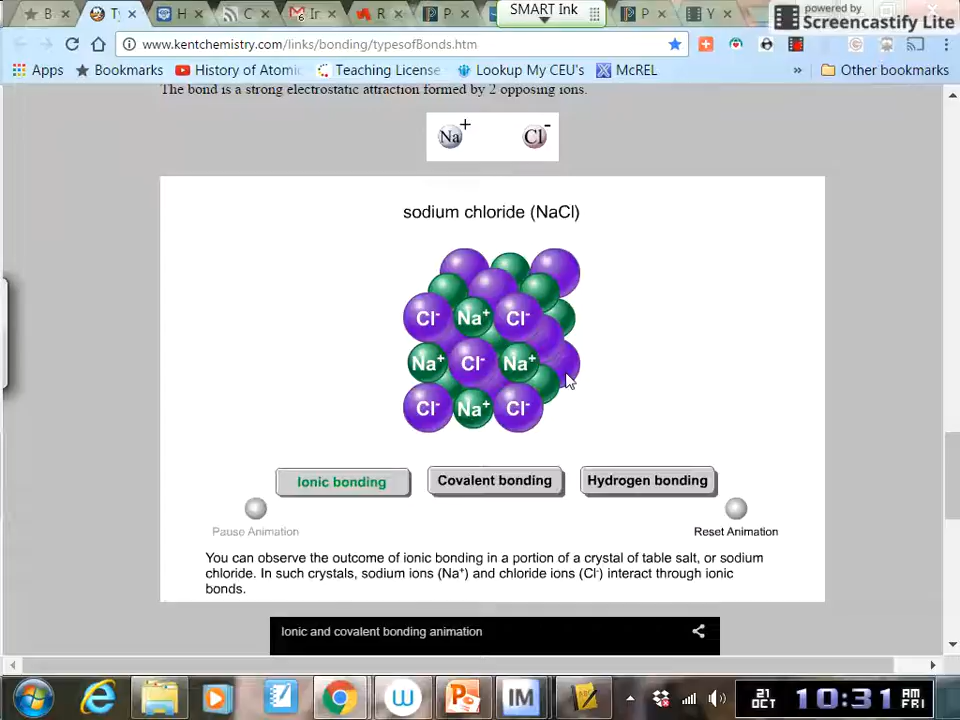 B
T
H
C
Ir
R
P
SMART Ink
P
Y
powered by
Screencastify Lite
www.kentchemistry.com/links/bonding/typesofBonds.htm
Apps
Bookmarks
History of Atomic
Teaching License
Lookup My CEU's
McREL
»
Other bookmarks
The bond is a strong electrostatic attraction formed by 2 opposing ions.
Na+ Cl-
sodium chloride (NaCl)
Cl- Na+ Cl-
Na+ Cl- Na+
Cl- Na+ Cl-
Ionic bonding
Covalent bonding
Hydrogen bonding
Pause Animation
Reset Animation
You can observe the outcome of ionic bonding in a portion of a crystal of table salt, or sodium
chloride. In such crystals, sodium ions (Na+) and chloride ions (Cl-) interact through ionic
bonds.
Ionic and covalent bonding animation
IM
21
OCT
10:31
AM
FRI